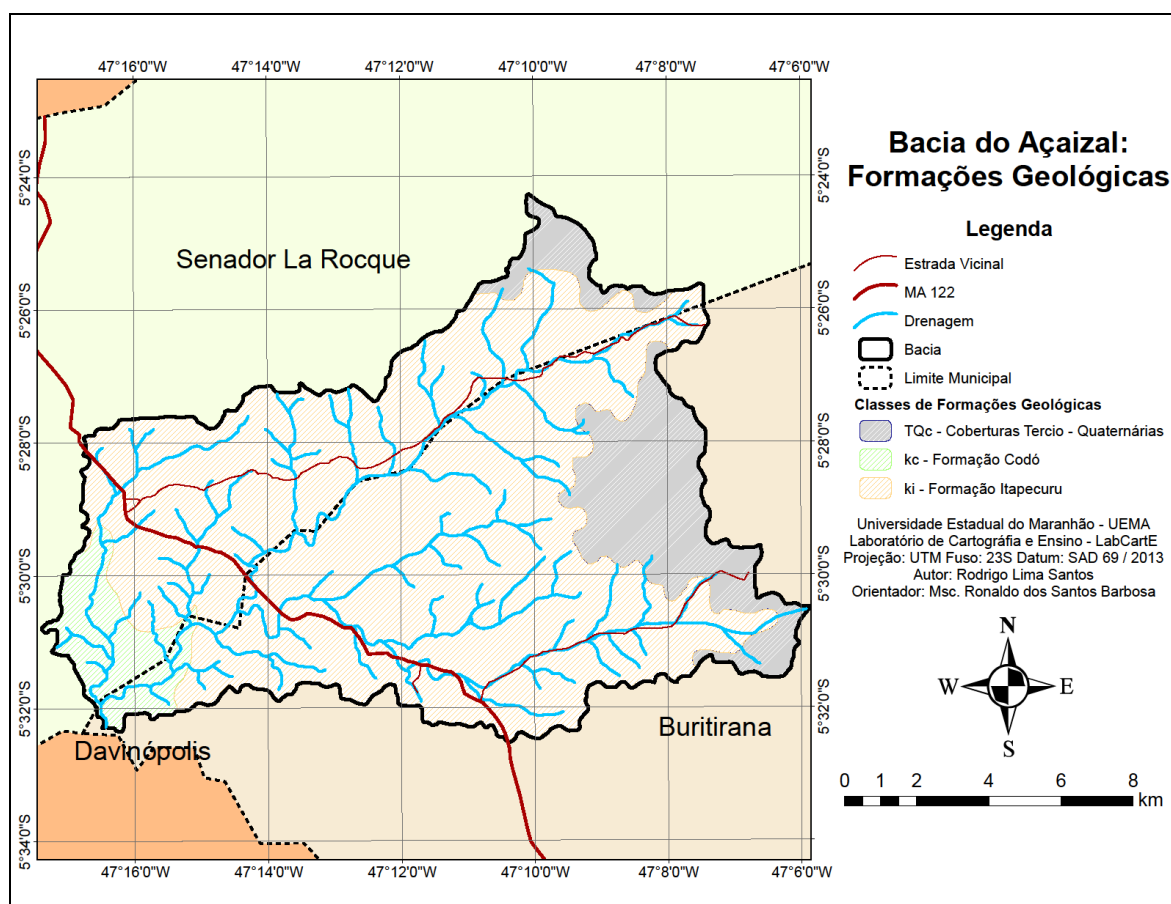 47°16'0"W 47°14'0"W 47°12'0"W 47°10'0"W 47°8'0"W 47°6'0"W
5°24'0"S
5°26'0"S
5°28'0"S
5°30'0"S
5°32'0"S
5°34'0"S
Senador La Rocque
Buritirana
Davinópolis
5°24'0"S
5°26'0"S
5°28'0"S
5°30'0"S
5°32'0"S
5°34'0"S
47°16'0"W 47°14'0"W 47°12'0"W 47°10'0"W 47°8'0"W 47°6'0"W
Bacia do Açaizal:
Formações Geológicas
Legenda
Estrada Vicinal
MA 122
Drenagem
Bacia
Limite Municipal
Classes de Formações Geológicas
TQc - Coberturas Tercio - Quaternárias
kc - Formação Codó
ki - Formação Itapecuru
Universidade Estadual do Maranhão - UEMA
Laboratório de Cartográfia e Ensino - LabCartE
Projeção: UTM Fuso: 23S Datum: SAD 69 / 2013
Autor: Rodrigo Lima Santos
Orientador: Msc. Ronaldo dos Santos Barbosa
N
W E
S
0 1 2 4 6 8
km